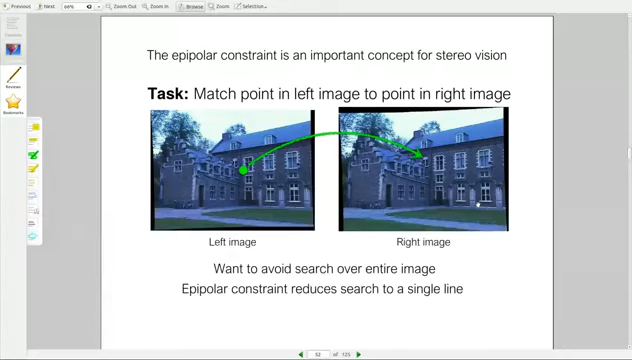 Previous Next 66% Zoom Out Zoom In Browse Zoom Selection
The epipolar constraint is an important concept for stereo vision
Task: Match point in left image to point in right image
Left image Right image
Want to avoid search over entire image
Epipolar constraint reduces search to a single line
Reviews
Bookmarks
52 of 125